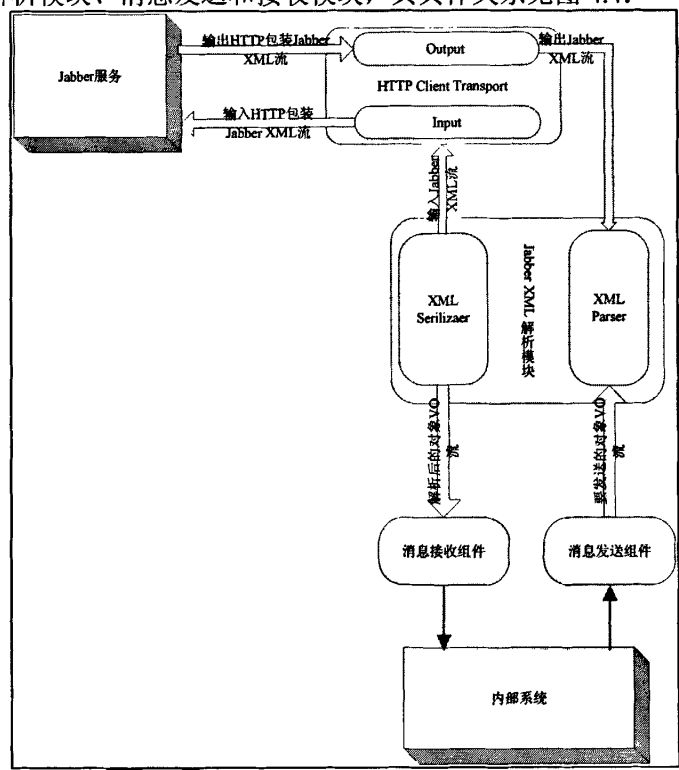 析模块、消息发送和接收模块，其具体关系见图 4.4.
输出HTTP包装Jabber
XML流
Output
输出Jabber
XML流
Jabber服务
HTTP Client Transport
输入HTTP包装
Jabber XML流
Input
输入Jabber
XML流
XML
Serilizaer
Jabber XML 解析模块
XML
Parser
解析后的对象VO
流
要发送的对象VO
流
消息接收组件
消息发送组件
内部系统